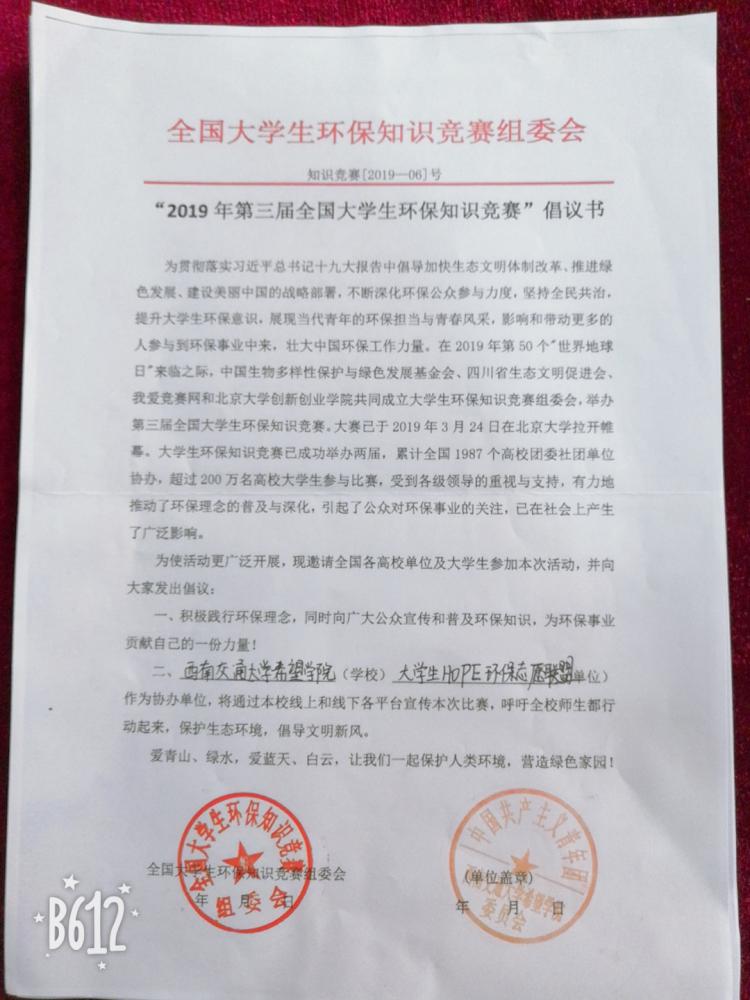 全国大学生环保知识竞赛组委会
知识竞赛[2019—06]号
“2019 年第三届全国大学生环保知识竞赛”倡议书
为贯彻落实习近平总书记十九大报告中倡导加快生态文明体制改革、推进绿
色发展、建设美丽中国的战略部署，不断深化环保公众参与力度，坚持全民共治，
提升大学生环保意识，展现当代青年的环保担当与青春风采，影响和带动更多的
人参与到环保事业中来，壮大中国环保工作力量。在 2019 年第 50 个"世界地球
日"来临之际，中国生物多样性保护与绿色发展基金会、四川省生态文明促进会、
我爱竞赛网和北京大学创新创业学院共同成立大学生环保知识竞赛组委会，举办
第三届全国大学生环保知识竞赛。大赛已于 2019 年 3 月 24 日在北京大学拉开帷
幕。大学生环保知识竞赛已成功举办两届，累计全国 1987 个高校团委社团单位
协办，超过 200 万名高校大学生参与比赛，受到各级领导的重视与支持，有力地
推动了环保理念的普及与深化，引起了公众对环保事业的关注，已在社会上产生
了广泛影响。
为使活动更广泛开展，现邀请全国各高校单位及大学生参加本次活动，并向
大家发出倡议：
一、积极践行环保理念，同时向广大公众宣传和普及环保知识，为环保事业
贡献自己的一份力量！
二、西南交通大学希望学院（学校）大学生HOPE环保志愿联盟单位）
作为协办单位，将通过本校线上和线下各平台宣传本次比赛，呼吁全校师生都行
动起来，保护生态环境，倡导文明新风。
爱青山、绿水，爱蓝天、白云，让我们一起保护人类环境，营造绿色家园！
全国大学生环保知识竞赛
组委会
中国共产主义青年团
西南交通大学希望学院
委员会
全国大学生环保知识竞赛组委会
（单位盖章）
年 月 日
年 月 日
B612